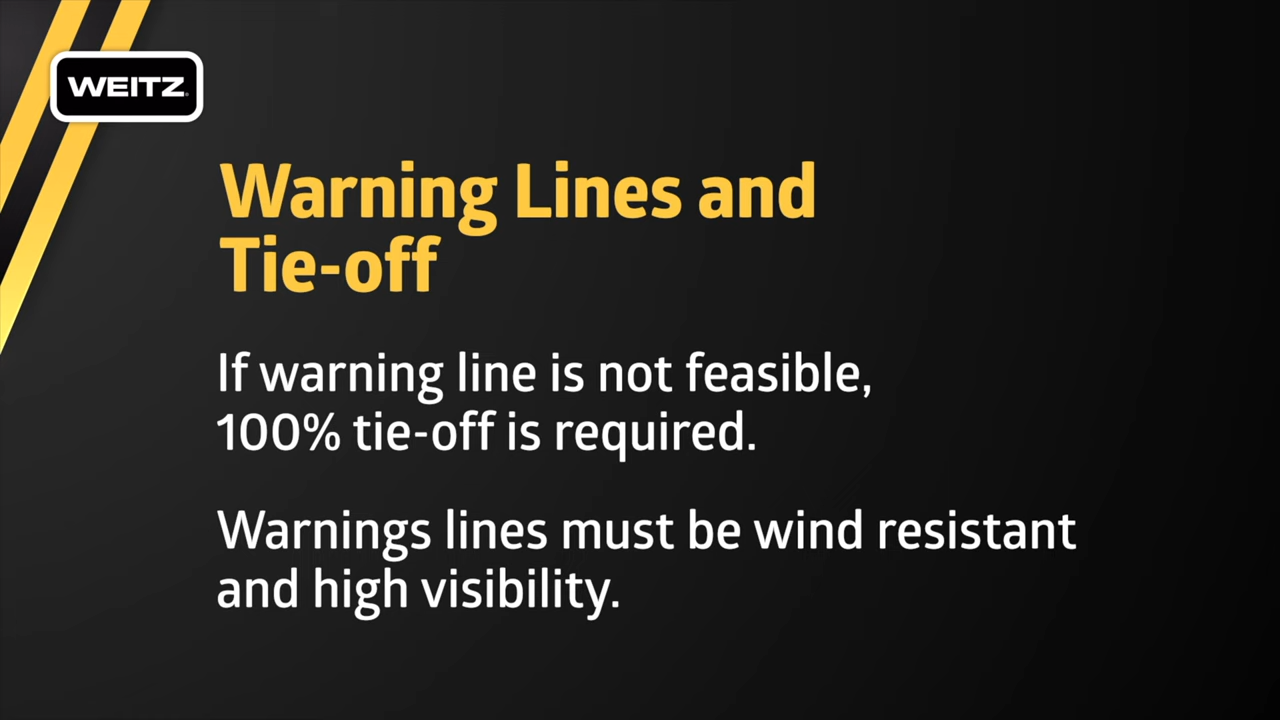 WEITZ
Warning Lines and
Tie-off
If warning line is not feasible,
100% tie-off is required.
Warnings lines must be wind resistant
and high visibility.